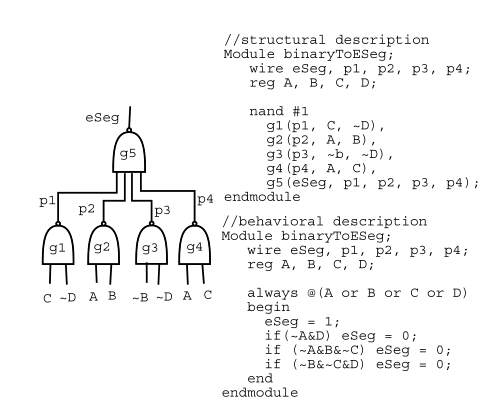 //structural description
Module binaryToESeg;
wire eSeg, p1, p2, p3, p4;
reg A, B, C, D;
nand #1
g1(p1, C, ~D),
g2(p2, A, B),
g3(p3, ~b, ~D),
g4(p4, A, C),
g5(eSeg, p1, p2, p3, p4);
endmodule
//behavioral description
Module binaryToESeg;
wire eSeg, p1, p2, p3, p4;
reg A, B, C, D;
always @(A or B or C or D)
begin
eSeg = 1;
if(~A&D) eSeg = 0;
if (~A&B&~C) eSeg = 0;
if (~B&~C&D) eSeg = 0;
end
endmodule
eSeg
g5
p1
p2
p3
p4
g1
g2
g3
g4
C ~D A B ~B ~D A C